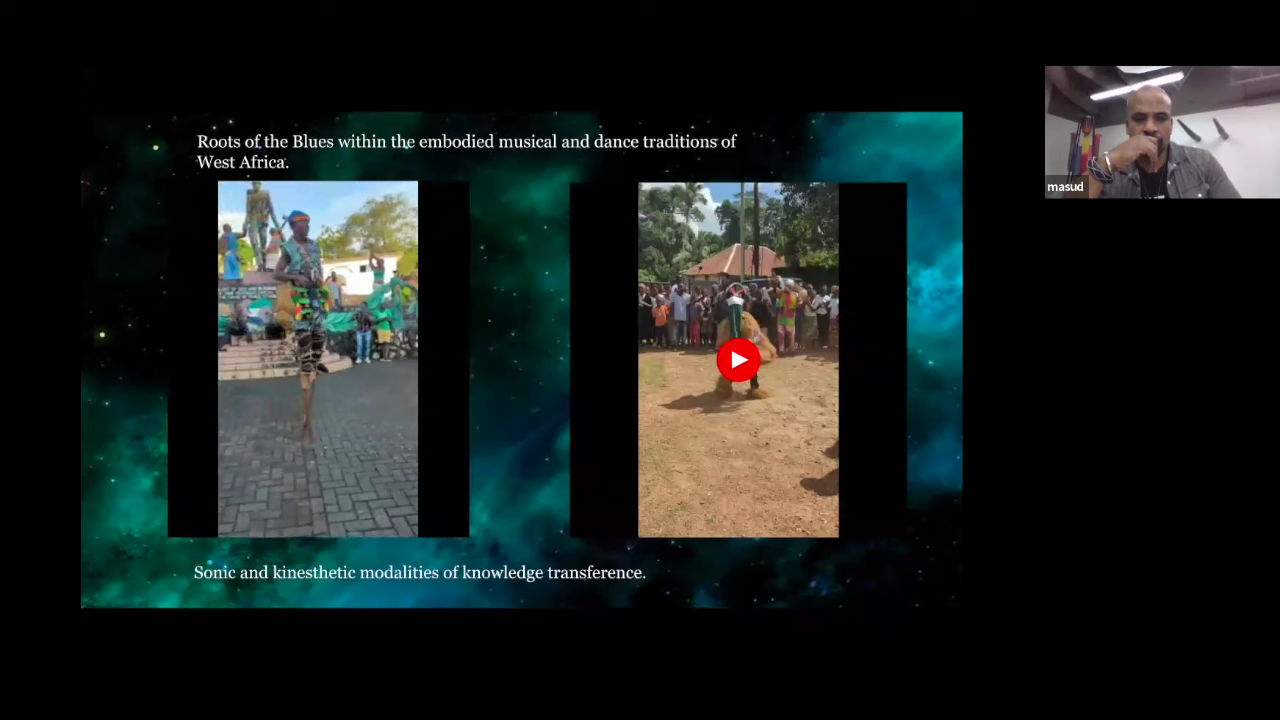 Roots of the Blues within the embodied musical and dance traditions of
West Africa.
masud
Sonic and kinesthetic modalities of knowledge transference.